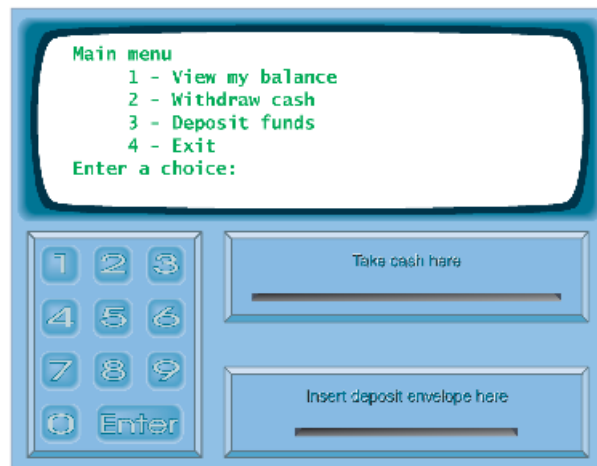 Main menu
1 - View my balance
2 - Withdraw cash
3 - Deposit funds
4 - Exit
Enter a choice:
1 2 3
4 5 6
7 8 9
0 Enter
Take cash here
Insert deposit envelope here